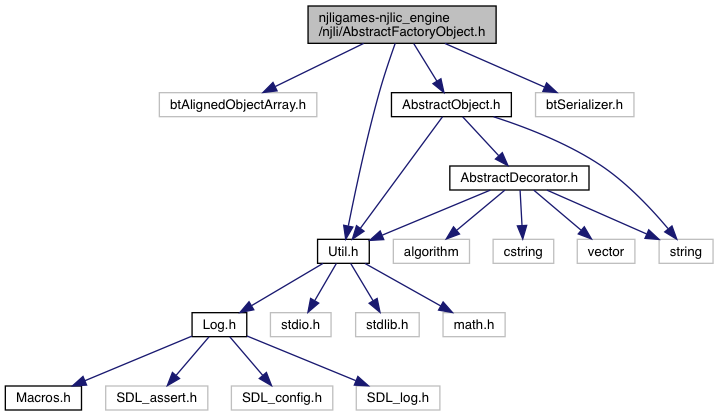 njligames-njlic_engine
/njli/AbstractFactoryObject.h
btAlignedObjectArray.h
AbstractObject.h
btSerializer.h
AbstractDecorator.h
Util.h
algorithm
cstring
vector
string
Log.h
stdio.h
stdlib.h
math.h
Macros.h
SDL_assert.h
SDL_config.h
SDL_log.h